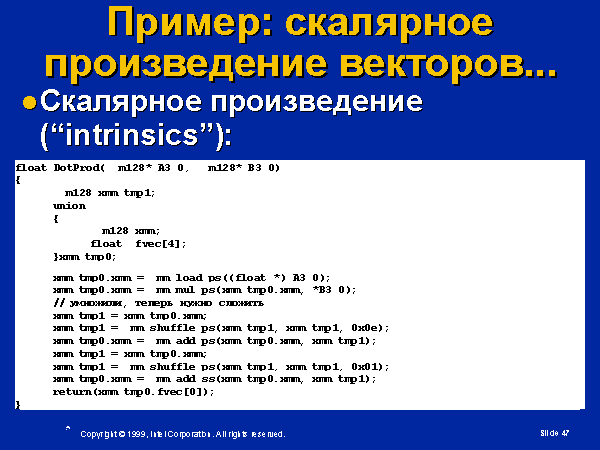 Пример: скалярное
произведение векторов...
Скалярное произведение
(“intrinsics”):
float DotProd( m128* A3 0, m128* B3 0)
{
m128 xmm tmp1;
union
{
m128 xmm;
float fvec[4];
}xmm tmp0;
xmm tmp0.xmm = mm load ps((float *) A3 0);
xmm tmp0.xmm = mm mul ps(xmm tmp0.xmm, *B3 0);
// умножили, теперь нужно сложить
xmm tmp1 = xmm tmp0.xmm;
xmm tmp1 = mm shuffle ps(xmm tmp1, xmm tmp1, 0x0e);
xmm tmp0.xmm = mm add ps(xmm tmp0.xmm, xmm tmp1);
xmm tmp1 = xmm tmp0.xmm;
xmm tmp1 = mm shuffle ps(xmm tmp1, xmm tmp1, 0x01);
xmm tmp0.xmm = mm add ss(xmm tmp0.xmm, xmm tmp1);
return(xmm tmp0.fvec[0]);
}
* Copyright © 1999, Intel Corporation. All rights reserved.
Slide 47